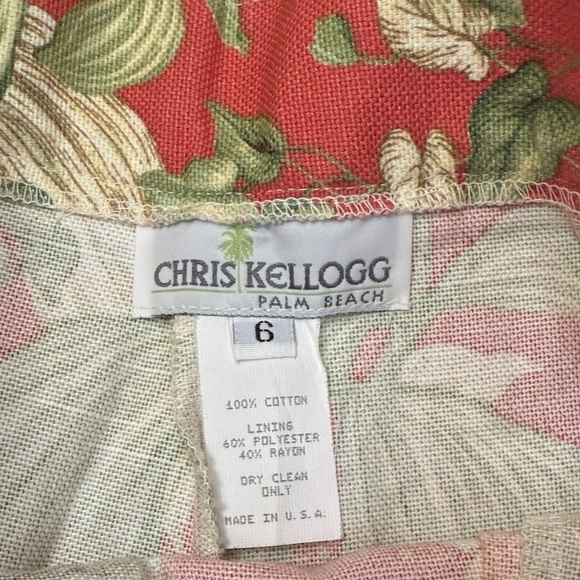 CHRIS KELLOGG
PALM BEACH
6
100% COTTON
LINING
60% POLYESTER
40% RAYON
DRY CLEAN
ONLY
MADE IN U.S.A.